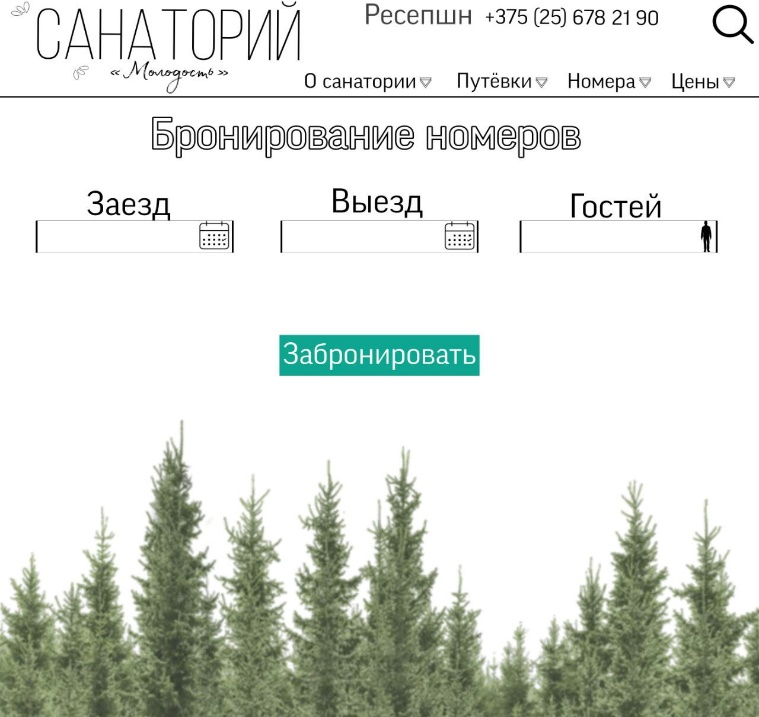 САНАТОРИЙ
« Молодость »
Ресепшн +375 (25) 678 21 90
О санатории Путёвки Номера Цены
Бронирование номеров
Заезд Выезд Гостей
Забронировать